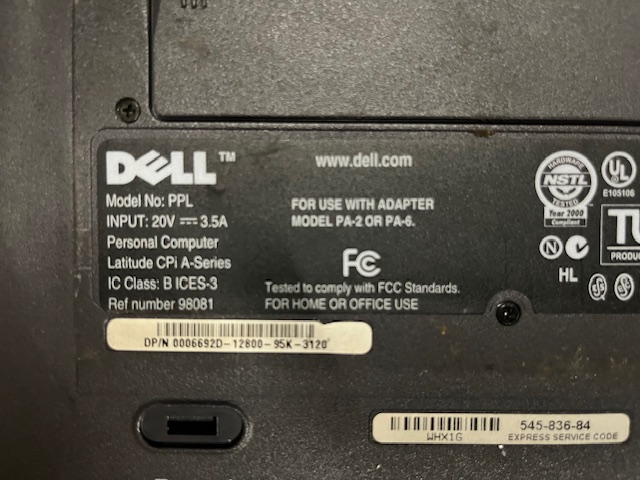 DELL™
www.dell.com
Model No: PPL
INPUT: 20V ⎓ 3.5A
Personal Computer
Latitude CPi A-Series
IC Class: B ICES-3
Ref number 98081
FOR USE WITH ADAPTER
MODEL PA-2 OR PA-6.
FC
Tested to comply with FCC Standards.
FOR HOME OR OFFICE USE
HARDWARE
NSTL
TESTED
Year 2000
Compliant
UL
E105106
N
HL
DP/N 0006692D-12800-95K-3120
WHX1G
545-836-84
EXPRESS SERVICE CODE